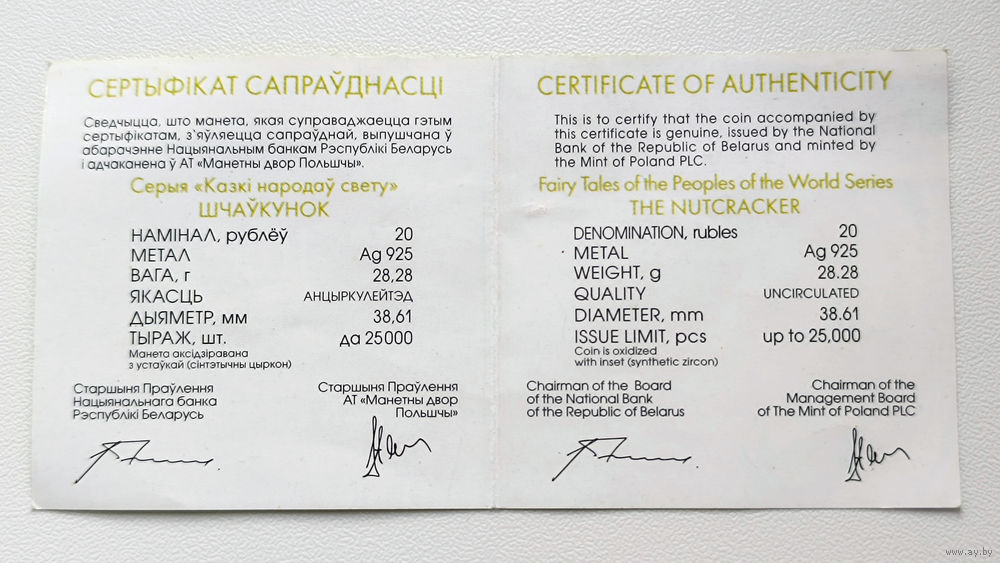 СЕРТЫФІКАТ САПРАЎДНАСЦІ
Сведчыцца, што манета, якая суправаджаецца гэтым
сертыфікатам, з`яўляецца сапраўднай, выпушчана ў
абарачэнне Нацыянальным банкам Рэспублікі Беларусь
і адчаканена ў АТ «Манетны двор Польшчы».
Серыя «Казкі народаў свету»
ШЧАЎКУНОК
НАМІНАЛ, рублёў 20
МЕТАЛ Ag 925
ВАГА, г 28,28
ЯКАСЦЬ АНЦЫРКУЛЕЙТЭД
ДЫЯМЕТР, мм 38,61
ТЫРАЖ, шт. да 25000
Манета аксідзіравана
з устаўкай (сінтэтычны цыркон)
Старшыня Праўлення
Нацыянальнага банка
Рэспублікі Беларусь
Старшыня Праўлення
АТ «Манетны двор
Польшчы»
CERTIFICATE OF AUTHENTICITY
This is to certify that the coin accompanied by
this certificate is genuine, issued by the National
Bank of the Republic of Belarus and minted by
the Mint of Poland PLC.
Fairy Tales of the Peoples of the World Series
THE NUTCRACKER
DENOMINATION, rubles 20
METAL Ag 925
WEIGHT, g 28.28
QUALITY UNCIRCULATED
DIAMETER, mm 38.61
ISSUE LIMIT, pcs up to 25,000
Coin is oxidized
with inset (synthetic zircon)
Chairman of the Board
of the National Bank
of the Republic of Belarus
Chairman of the
Management Board
of The Mint of Poland PLC
www.ay.by